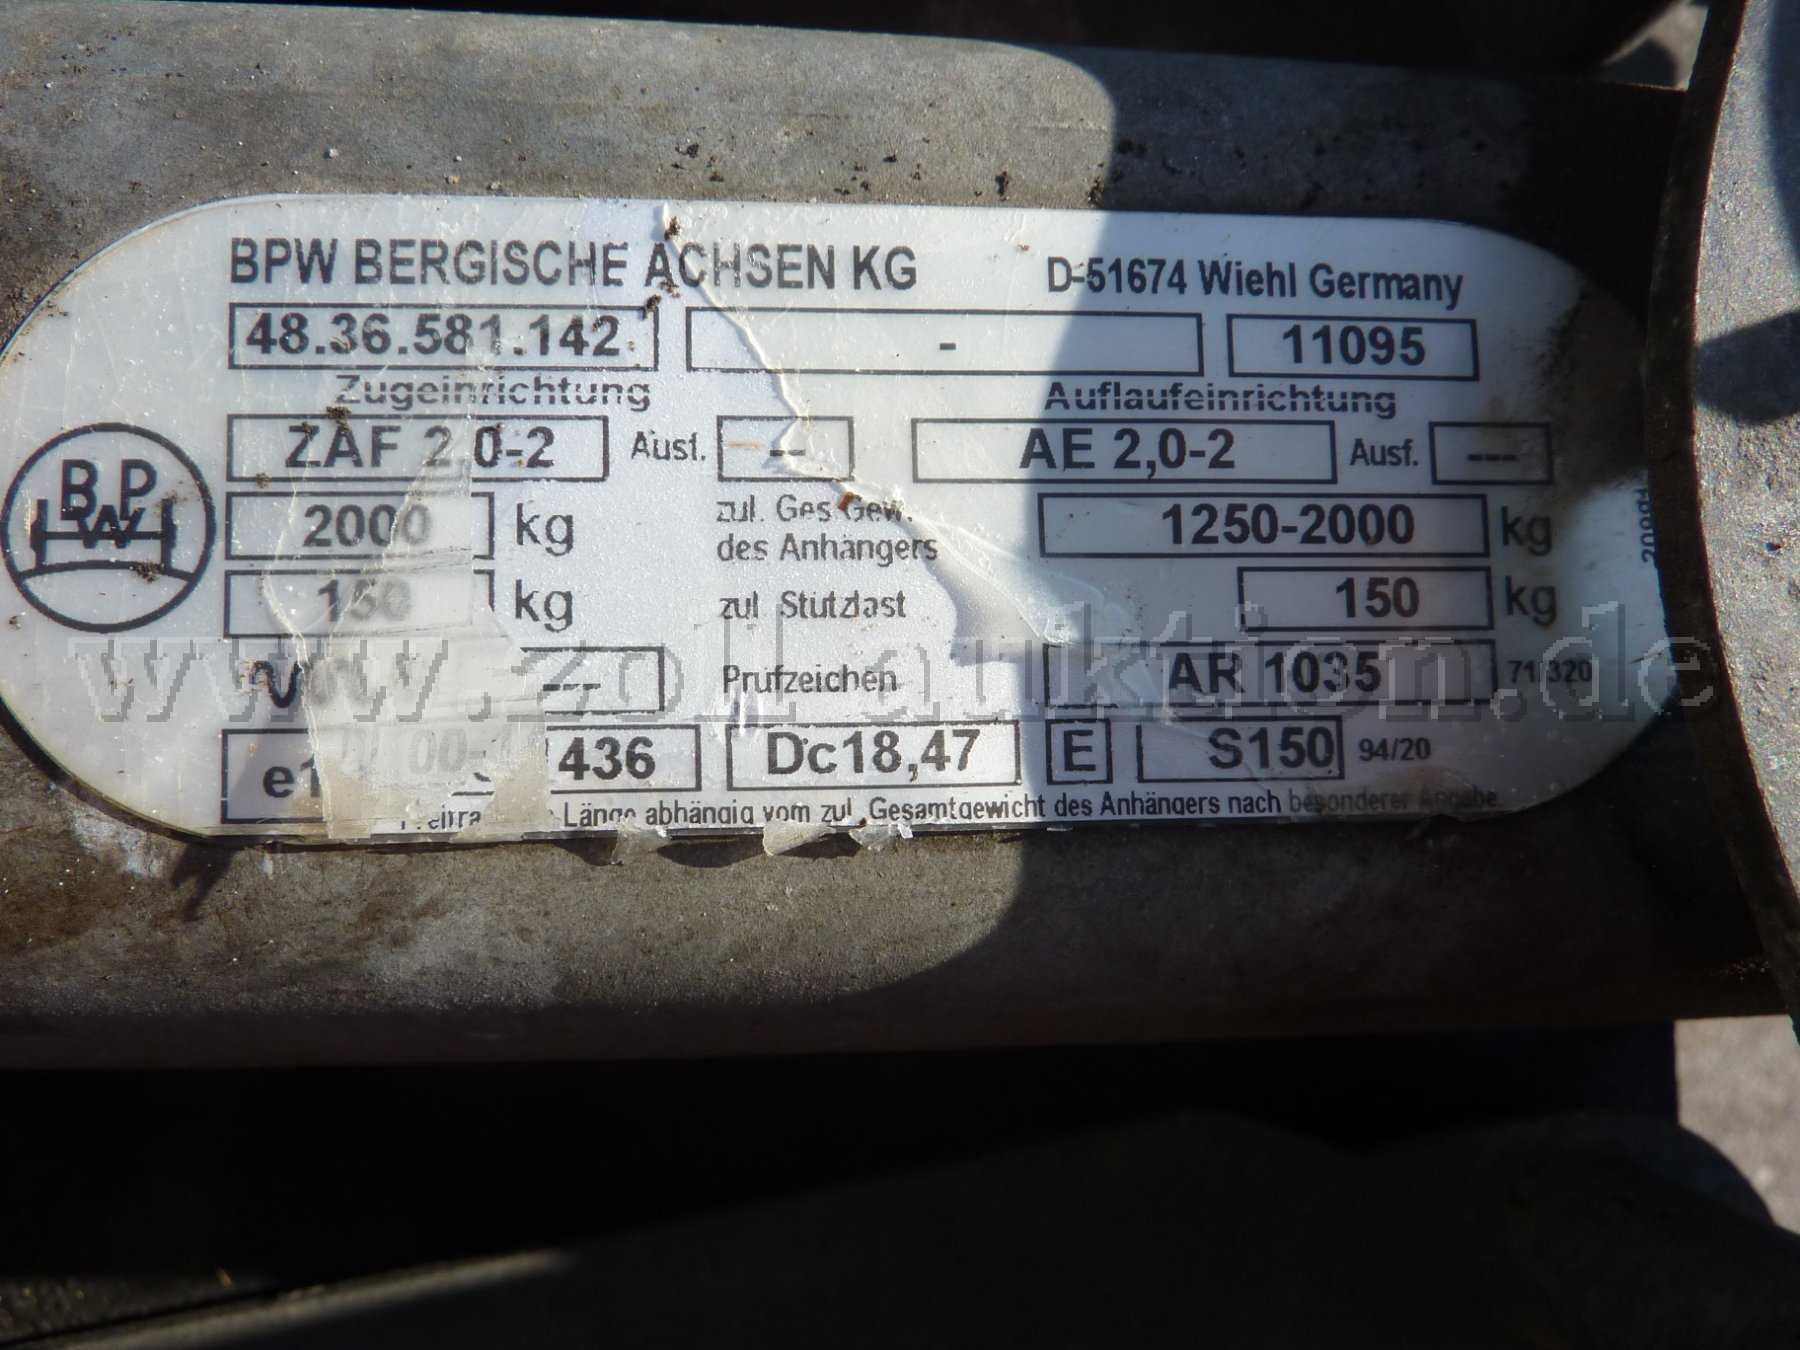 BPW BERGISCHE ACHSEN KG D-51674 Wiehl Germany
48.36.581.142 - 11095
Zugeinrichtung Auflaufeinrichtung
ZAF 2,0-2 Ausf. -- AE 2,0-2 Ausf. ---
BPW
2000 kg zul. Ges Gew. des Anhängers 1250-2000 kg
150 kg zul Stützlast 150 kg
--- Prüfzeichen AR 1035 71/320
436 Dc18,47 E S150 94/20
Länge abhängig vom zul. Gesamtgewicht des Anhängers nach besonderer Angabe
www.zoll-auktion.de